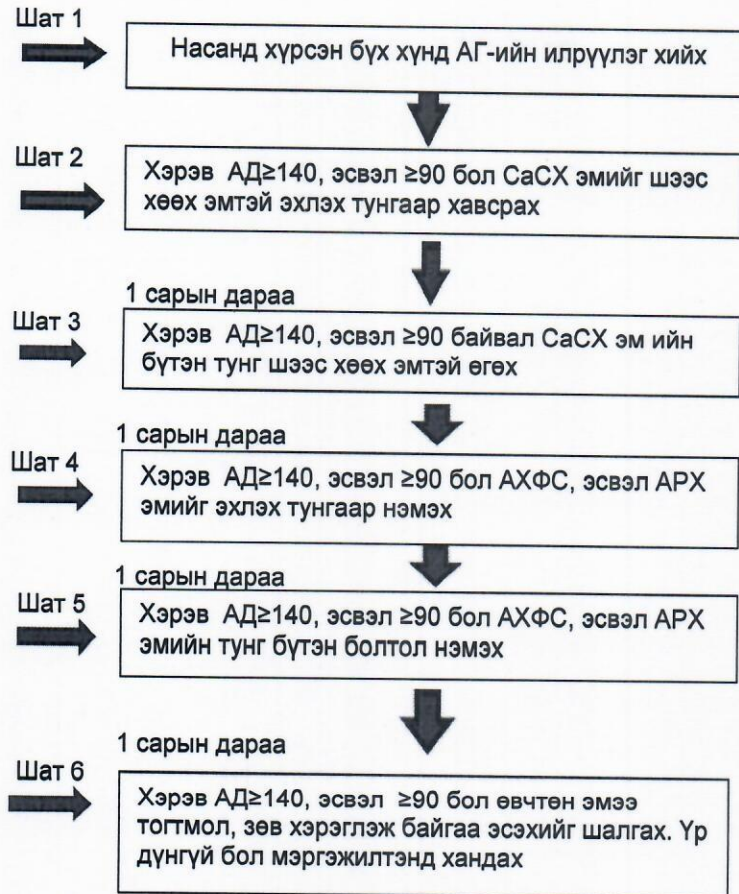 Шат 1
Насанд хүрсэн бүх хүнд АГ-ийн илрүүлэг хийх
Шат 2
Хэрэв АД≥140, эсвэл ≥90 бол СаСХ эмийг шээс
хөөх эмтэй эхлэх тунгаар хавсрах
1 сарын дараа
Шат 3
Хэрэв АД≥140, эсвэл ≥90 байвал СаСХ эм ийн
бүтэн тунг шээс хөөх эмтэй өгөх
1 сарын дараа
Шат 4
Хэрэв АД≥140, эсвэл ≥90 бол АХФС, эсвэл АРХ
эмийг эхлэх тунгаар нэмэх
1 сарын дараа
Шат 5
Хэрэв АД≥140, эсвэл ≥90 бол АХФС, эсвэл АРХ
эмийн тунг бүтэн болтол нэмэх
1 сарын дараа
Шат 6
Хэрэв АД≥140, эсвэл ≥90 бол өвчтөн эмээ
тогтмол, зөв хэрэглэж байгаа эсэхийг шалгах. Үр
дүнгүй бол мэргэжилтэнд хандах